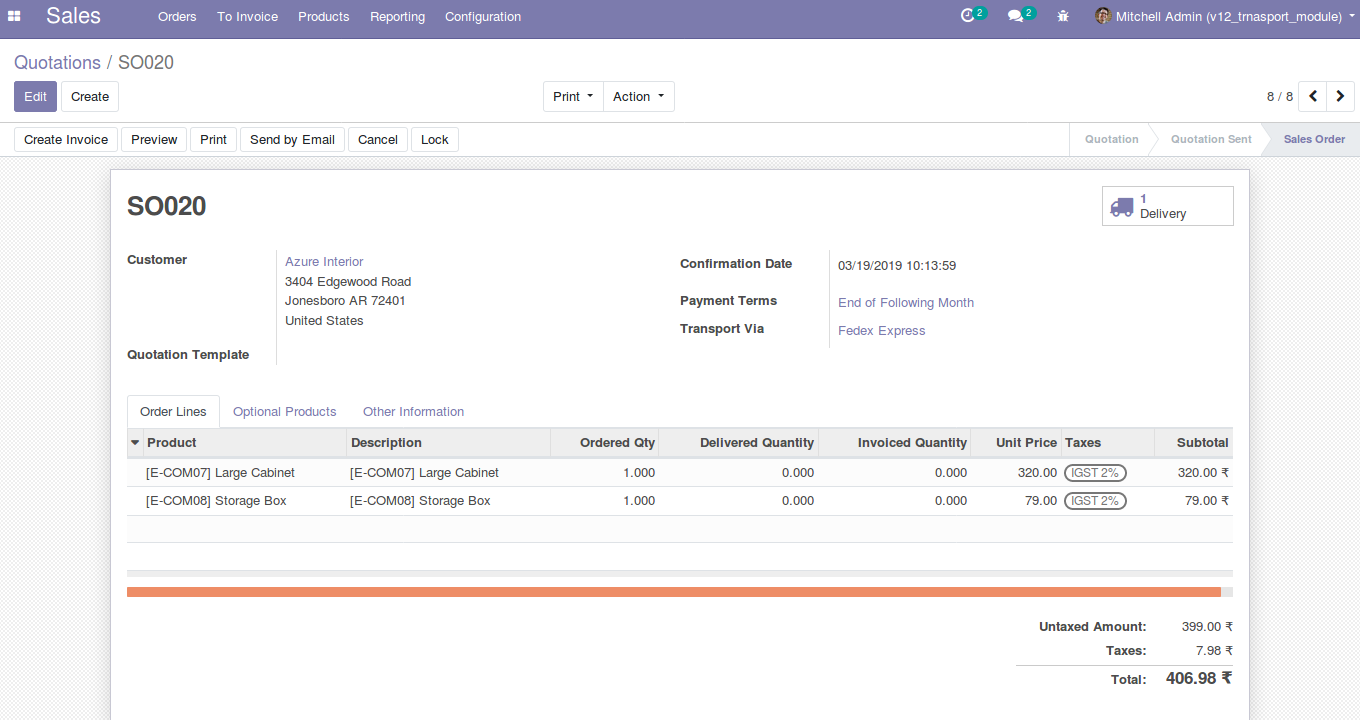 Sales Orders To Invoice Products Reporting Configuration 2 2 Mitchell Admin (v12_trnasport_module)
Quotations / SO020
Edit Create Print Action 8 / 8
Create Invoice Preview Print Send by Email Cancel Lock Quotation Quotation Sent Sales Order
SO020
1
Delivery
Customer
Azure Interior
3404 Edgewood Road
Jonesboro AR 72401
United States
Quotation Template
Confirmation Date 03/19/2019 10:13:59
Payment Terms End of Following Month
Transport Via Fedex Express
Order Lines Optional Products Other Information
Product Description Ordered Qty Delivered Quantity Invoiced Quantity Unit Price Taxes Subtotal
[E-COM07] Large Cabinet [E-COM07] Large Cabinet 1.000 0.000 0.000 320.00 IGST 2% 320.00 ₹
[E-COM08] Storage Box [E-COM08] Storage Box 1.000 0.000 0.000 79.00 IGST 2% 79.00 ₹
Untaxed Amount: 399.00 ₹
Taxes: 7.98 ₹
Total: 406.98 ₹